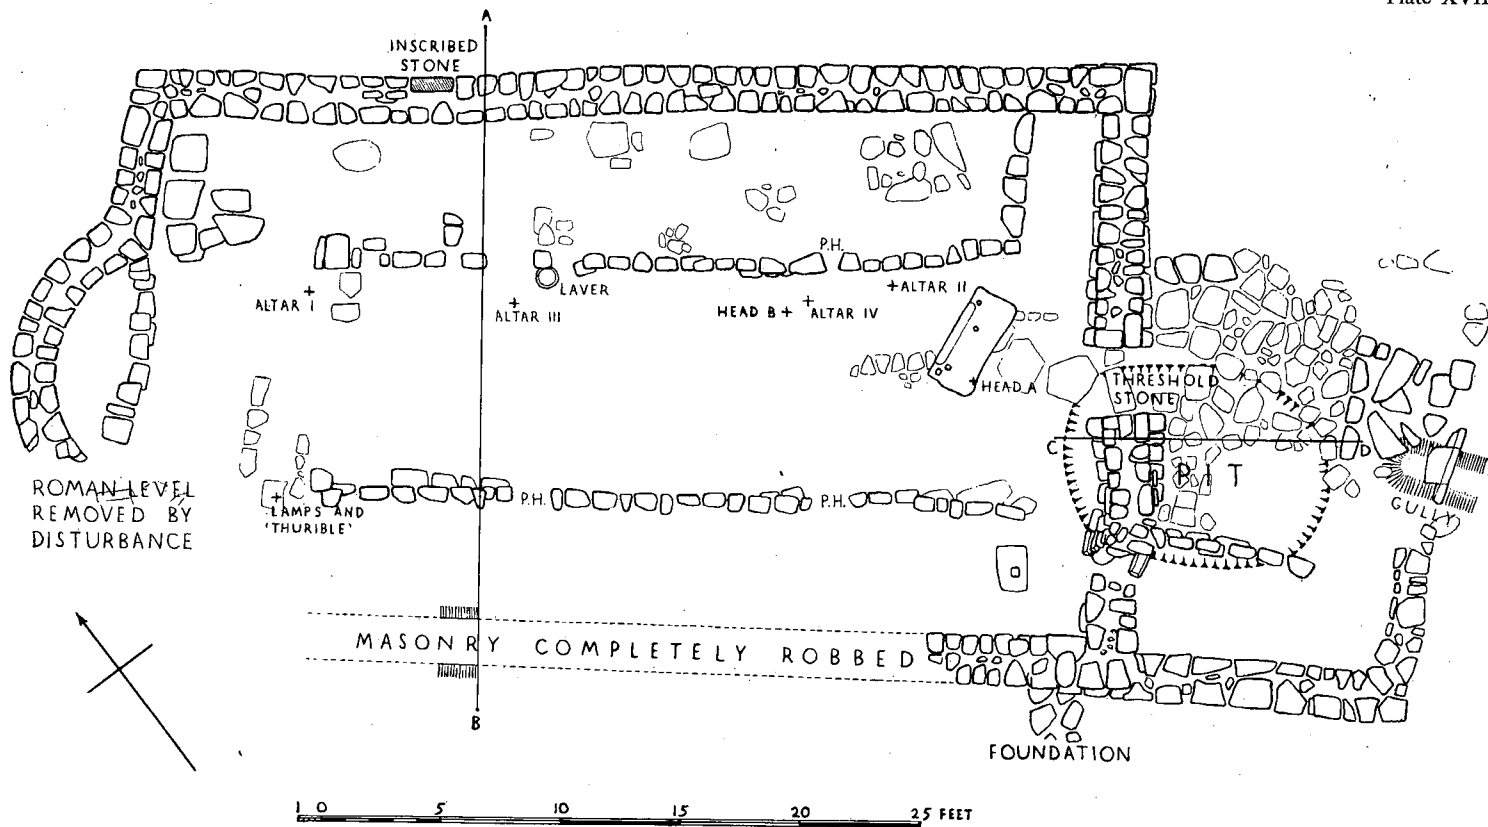 Plate XVII
A
INSCRIBED
STONE
P.H.
LAVER
ALTAR I
ALTAR III
HEAD B
ALTAR IV
ALTAR II
HEAD A
THRESHOLD
STONE
C
D
PIT
GULLY
ROMAN LEVEL
REMOVED BY
DISTURBANCE
LAMPS AND
'THURIBLE'
P.H.
P.H.
MASONRY COMPLETELY ROBBED
B
FOUNDATION
1 0 5 10 15 20 25 FEET